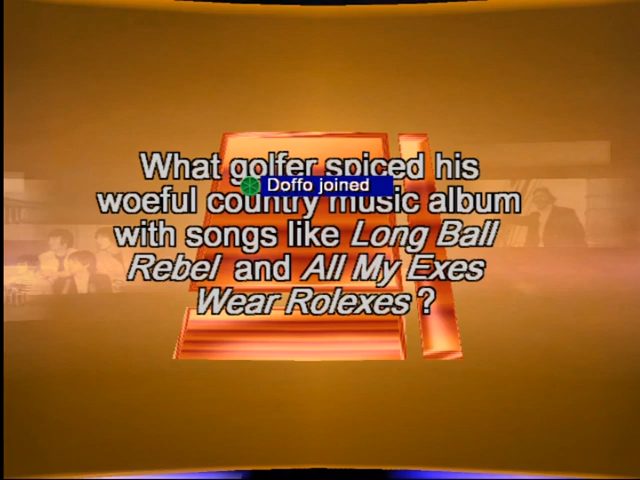 What golfer spiced his
Doffo joined
woeful country music album
with songs like Long Ball
Rebel and All My Exes
Wear Rolexes?